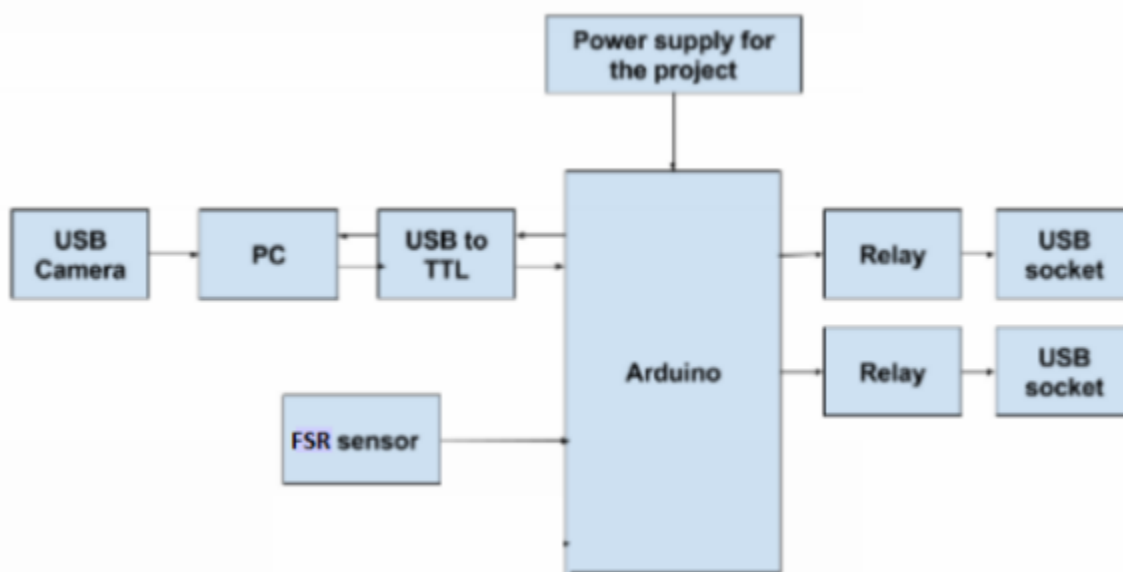 Power supply for
the project
USB
Camera
PC
USB to
TTL
Relay
USB
socket
Arduino
Relay
USB
socket
FSR sensor